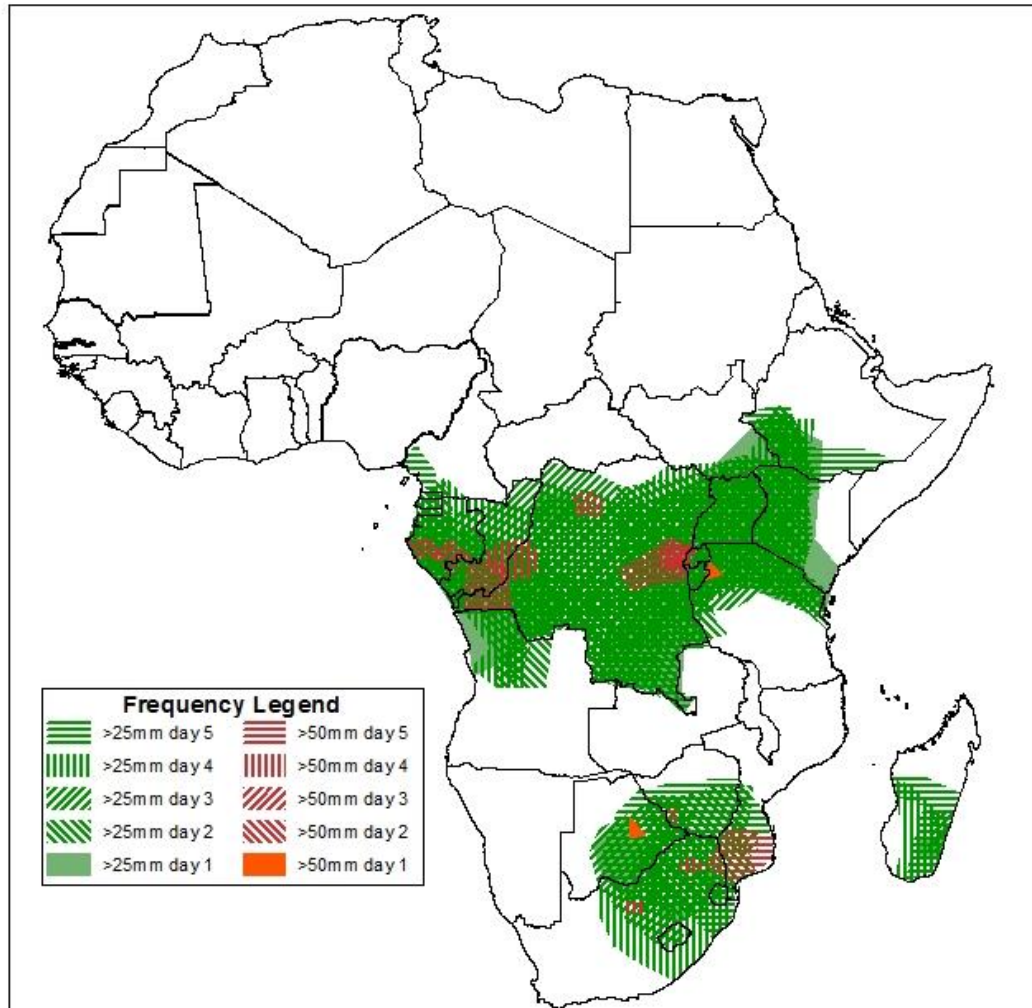 Frequency Legend
>25mm day 5 >50mm day 5
>25mm day 4 >50mm day 4
>25mm day 3 >50mm day 3
>25mm day 2 >50mm day 2
>25mm day 1 >50mm day 1